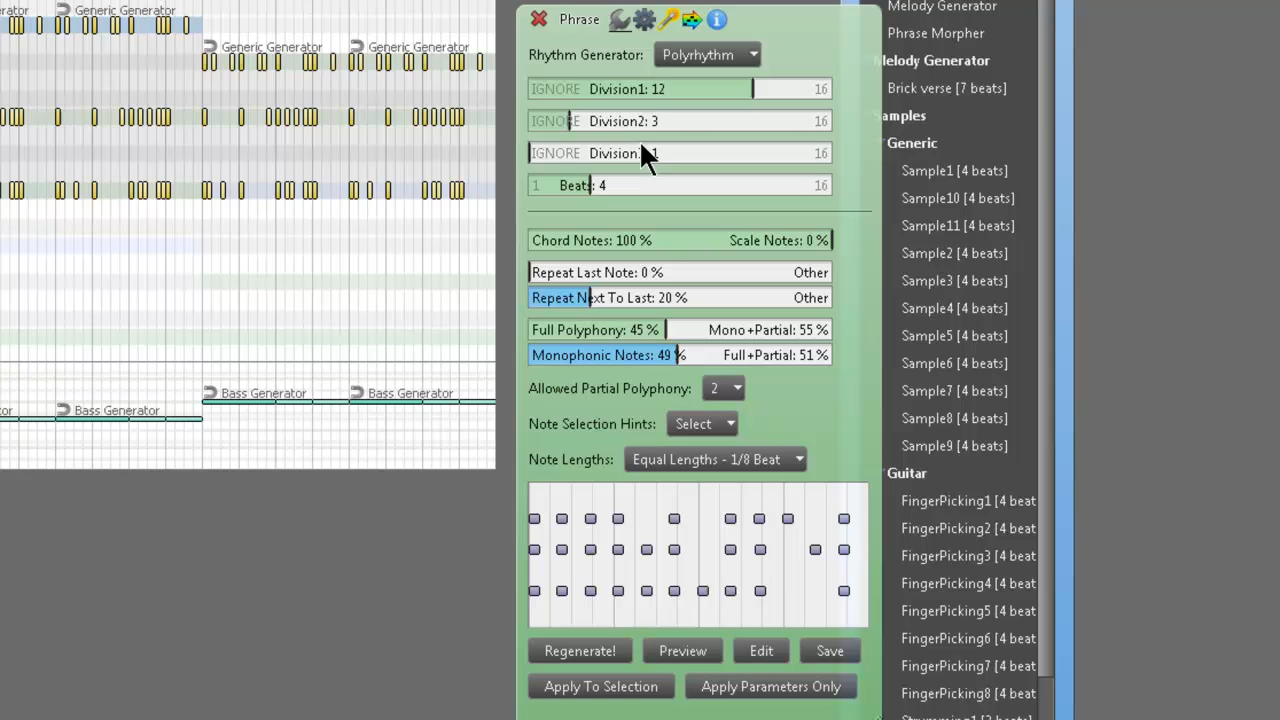 erator
Generic Generator
Generic Generator
Generic Generator
tor
Bass Generator
Bass Generator
Bass Generator
Phrase
Rhythm Generator: Polyrhythm
IGNORE Division1: 12 16
IGNORE Division2: 3 16
IGNORE 1 16
1 Beats: 4 16
Chord Notes: 100 % Scale Notes: 0 %
Repeat Last Note: 0 % Other
Repeat Next To Last: 20 % Other
Full Polyphony: 45 % Mono+Partial: 55 %
Monophonic Notes: 49 % Full+Partial: 51 %
Allowed Partial Polyphony: 2
Note Selection Hints: Select
Note Lengths: Equal Lengths - 1/8 Beat
Regenerate! Preview Edit Save
Apply To Selection Apply Parameters Only
Melody Generator
Phrase Morpher
Melody Generator
Brick verse [7 beats]
Samples
Generic
Sample1 [4 beats]
Sample10 [4 beats]
Sample11 [4 beats]
Sample2 [4 beats]
Sample3 [4 beats]
Sample4 [4 beats]
Sample5 [4 beats]
Sample6 [4 beats]
Sample7 [4 beats]
Sample8 [4 beats]
Sample9 [4 beats]
Guitar
FingerPicking1 [4 beat
FingerPicking2 [4 beat
FingerPicking3 [4 beat
FingerPicking4 [4 beat
FingerPicking5 [4 beat
FingerPicking6 [4 beat
FingerPicking7 [4 beat
FingerPicking8 [4 beat